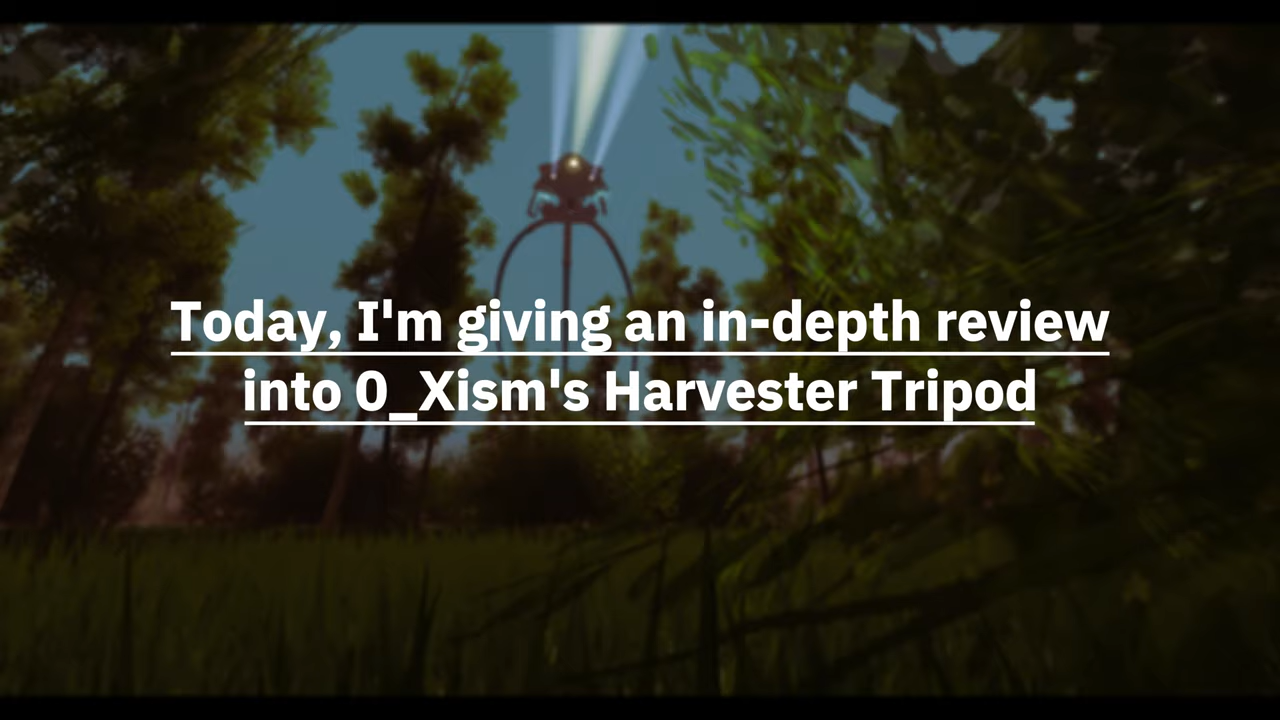 Today, I'm giving an in-depth review
into 0_Xism's Harvester Tripod